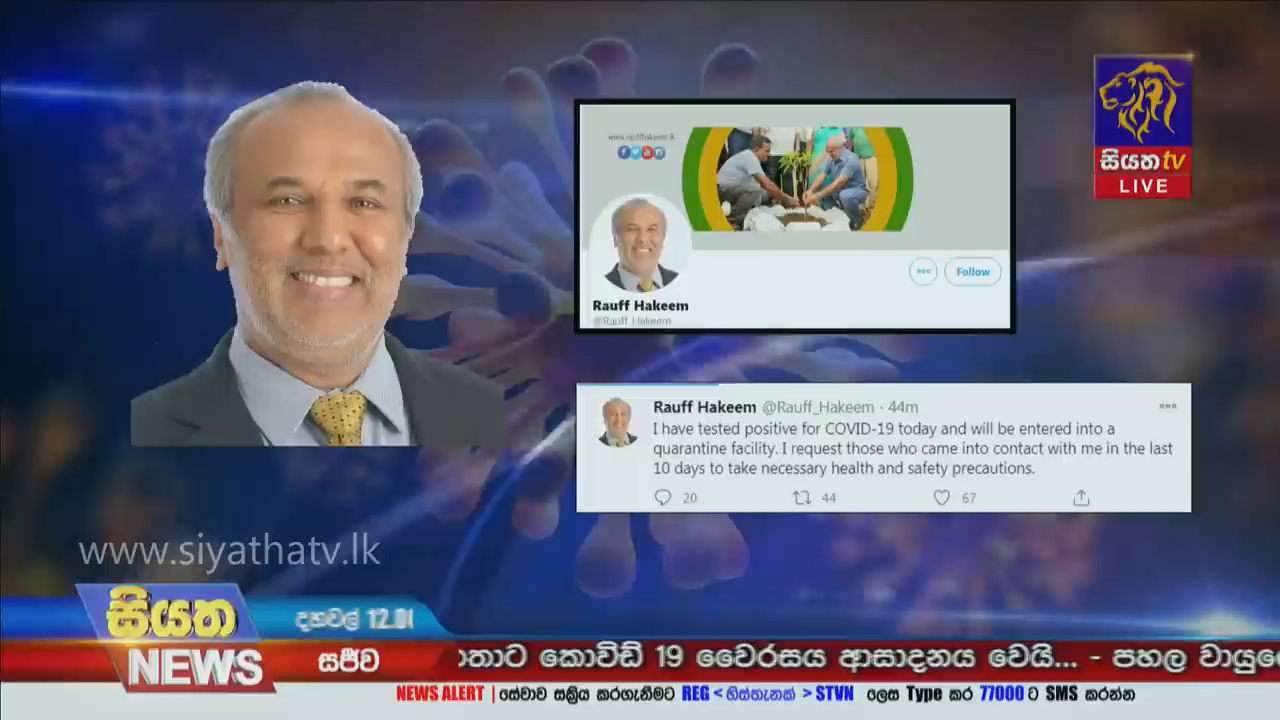 www.raufhakeem.lk
Rauff Hakeem
@Rauff_Hakeem
Follow
සියත tv
LIVE
Rauff Hakeem @Rauff_Hakeem · 44m
I have tested positive for COVID-19 today and will be entered into a
quarantine facility. I request those who came into contact with me in the last
10 days to take necessary health and safety precautions.
20 44 67
www.siyathatv.lk
සියත
NEWS
දහවල් 12.0
සජීව
තාට කොවිඩ් 19 වෛරසය ආසාදනය වෙයි... - පහල වායුගෝ
NEWS ALERT | සේවාව සක්‍රිය කරගැනීමට REG < හිස්තැනක් > STVN ලෙස Type කර 77000 ට SMS කරන්න